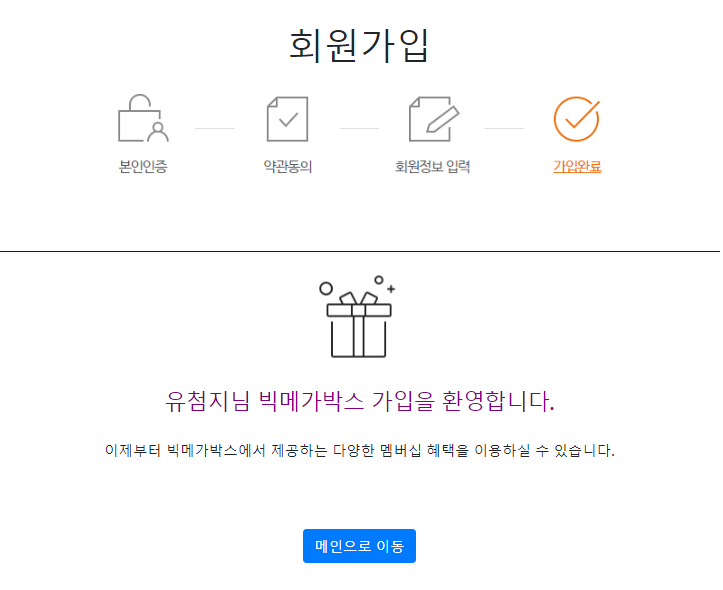 회원가입
본인인증
약관동의
회원정보 입력
가입완료
유첨지님 빅메가박스 가입을 환영합니다.
이제부터 빅메가박스에서 제공하는 다양한 멤버십 혜택을 이용하실 수 있습니다.
메인으로 이동